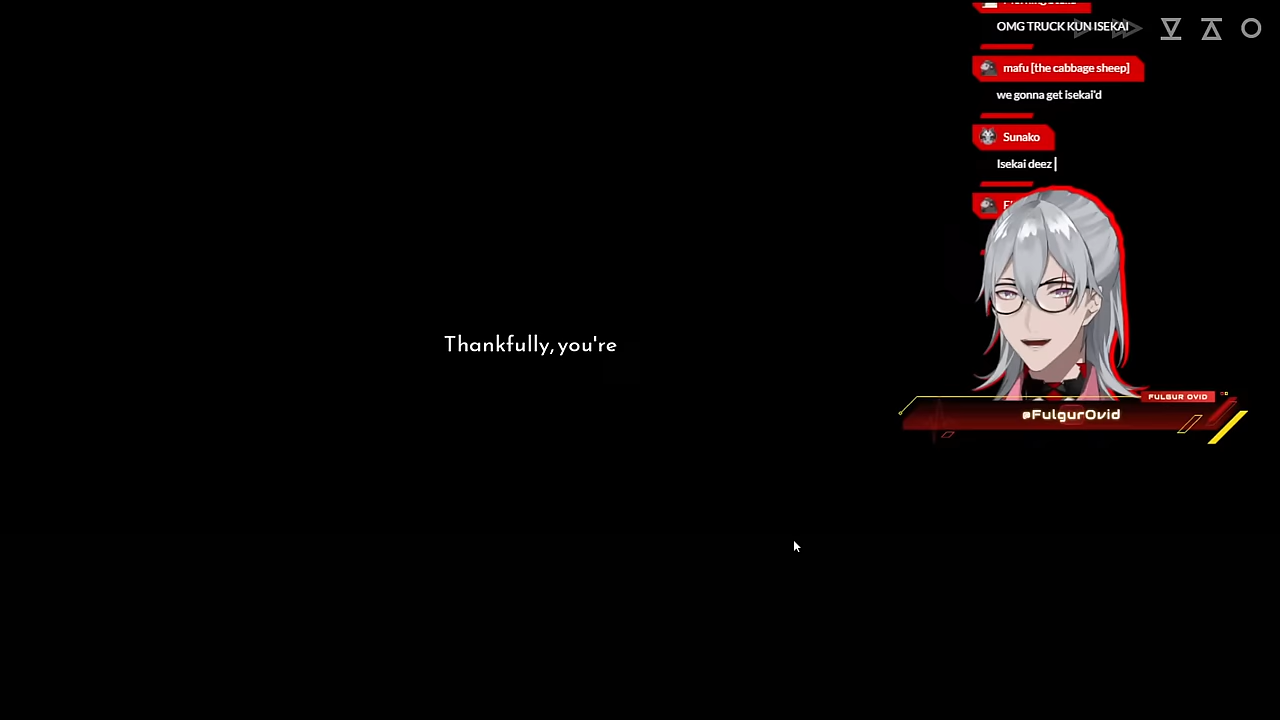 OMG TRUCK KUN ISEKAI
mafu [the cabbage sheep]
we gonna get isekai'd
Sunako
Isekai deez
Thankfully, you're
FULGUR OVID
@FulgurOvid